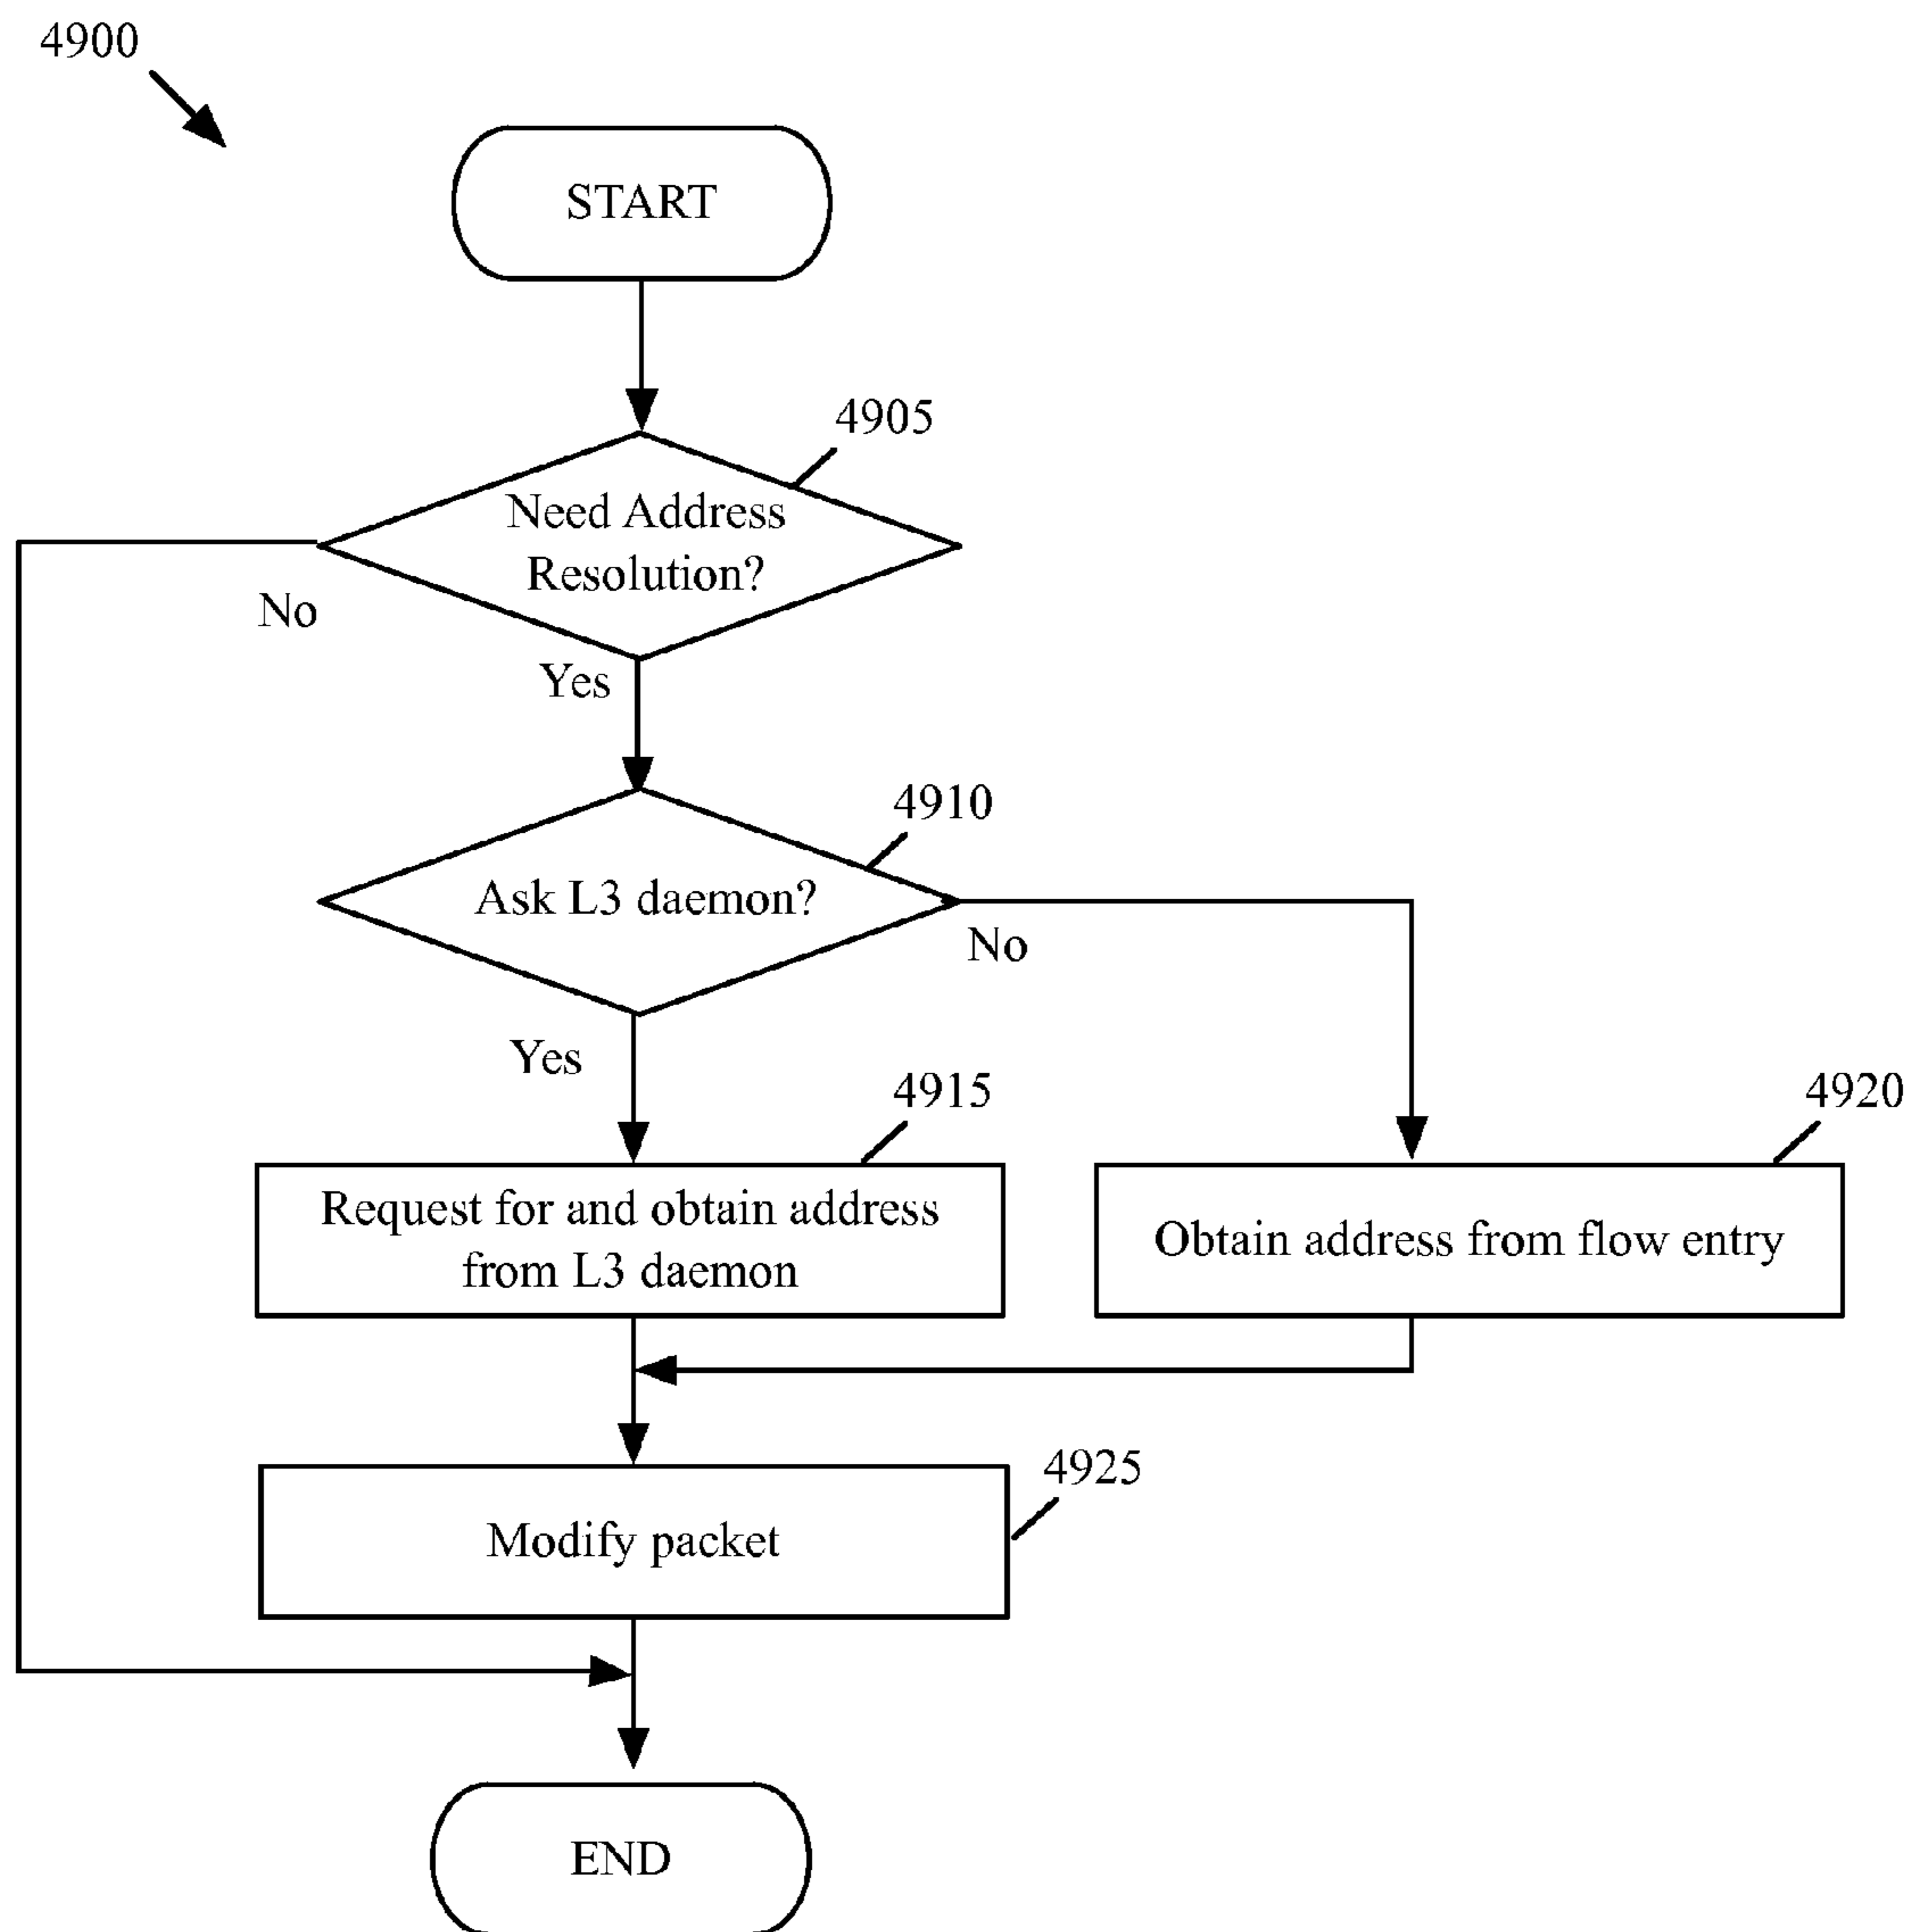 4900
START
4905
Need Address
Resolution?
No
Yes
4910
Ask L3 daemon?
No
Yes
4915
4920
Request for and obtain address
from L3 daemon
Obtain address from flow entry
4925
Modify packet
END